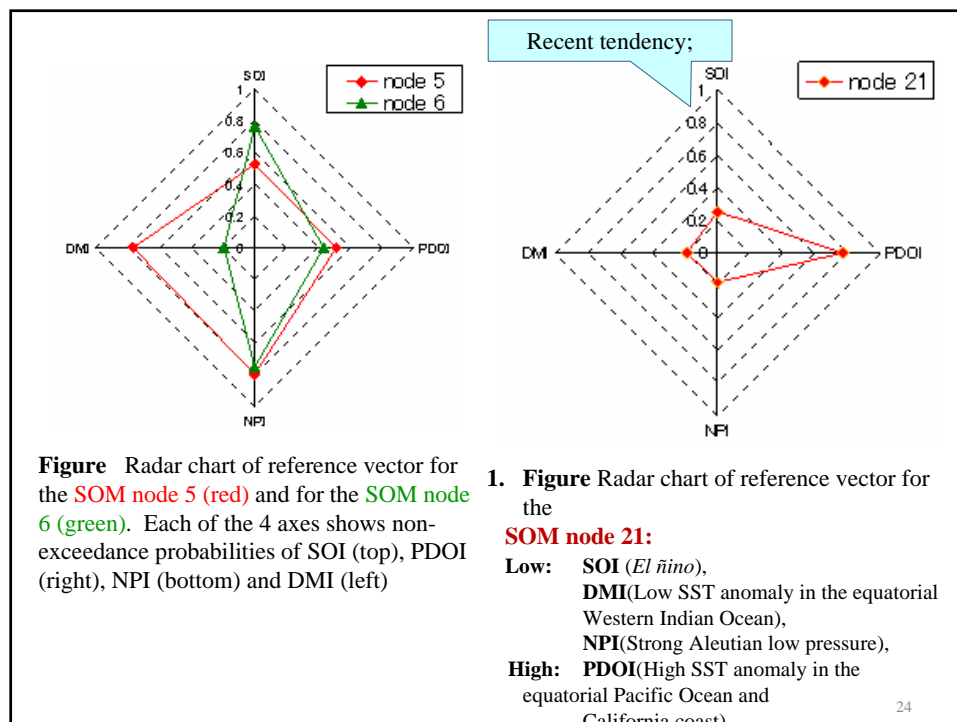 Recent tendency;
SOI
1
0.8
0.6
0.4
0.2
0
DMI
PDOI
NPI
node 5
node 6
SOI
1
0.8
0.6
0.4
0.2
0
DMI
PDOI
NPI
node 21
Figure Radar chart of reference vector for
the SOM node 5 (red) and for the SOM node
6 (green). Each of the 4 axes shows non-
exceedance probabilities of SOI (top), PDOI
(right), NPI (bottom) and DMI (left)
1. Figure Radar chart of reference vector for
the
SOM node 21:
Low: SOI (El ñino),
DMI(Low SST anomaly in the equatorial
Western Indian Ocean),
NPI(Strong Aleutian low pressure),
High: PDOI(High SST anomaly in the
equatorial Pacific Ocean and
California coast)
24